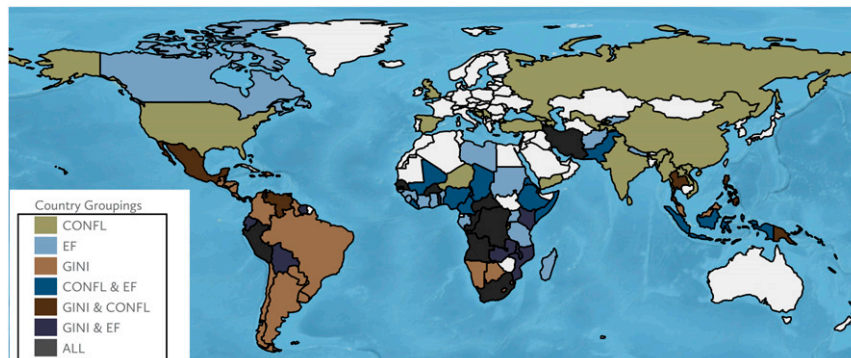 Country Groupings
CONFL
EF
GINI
CONFL & EF
GINI & CONFL
GINI & EF
ALL